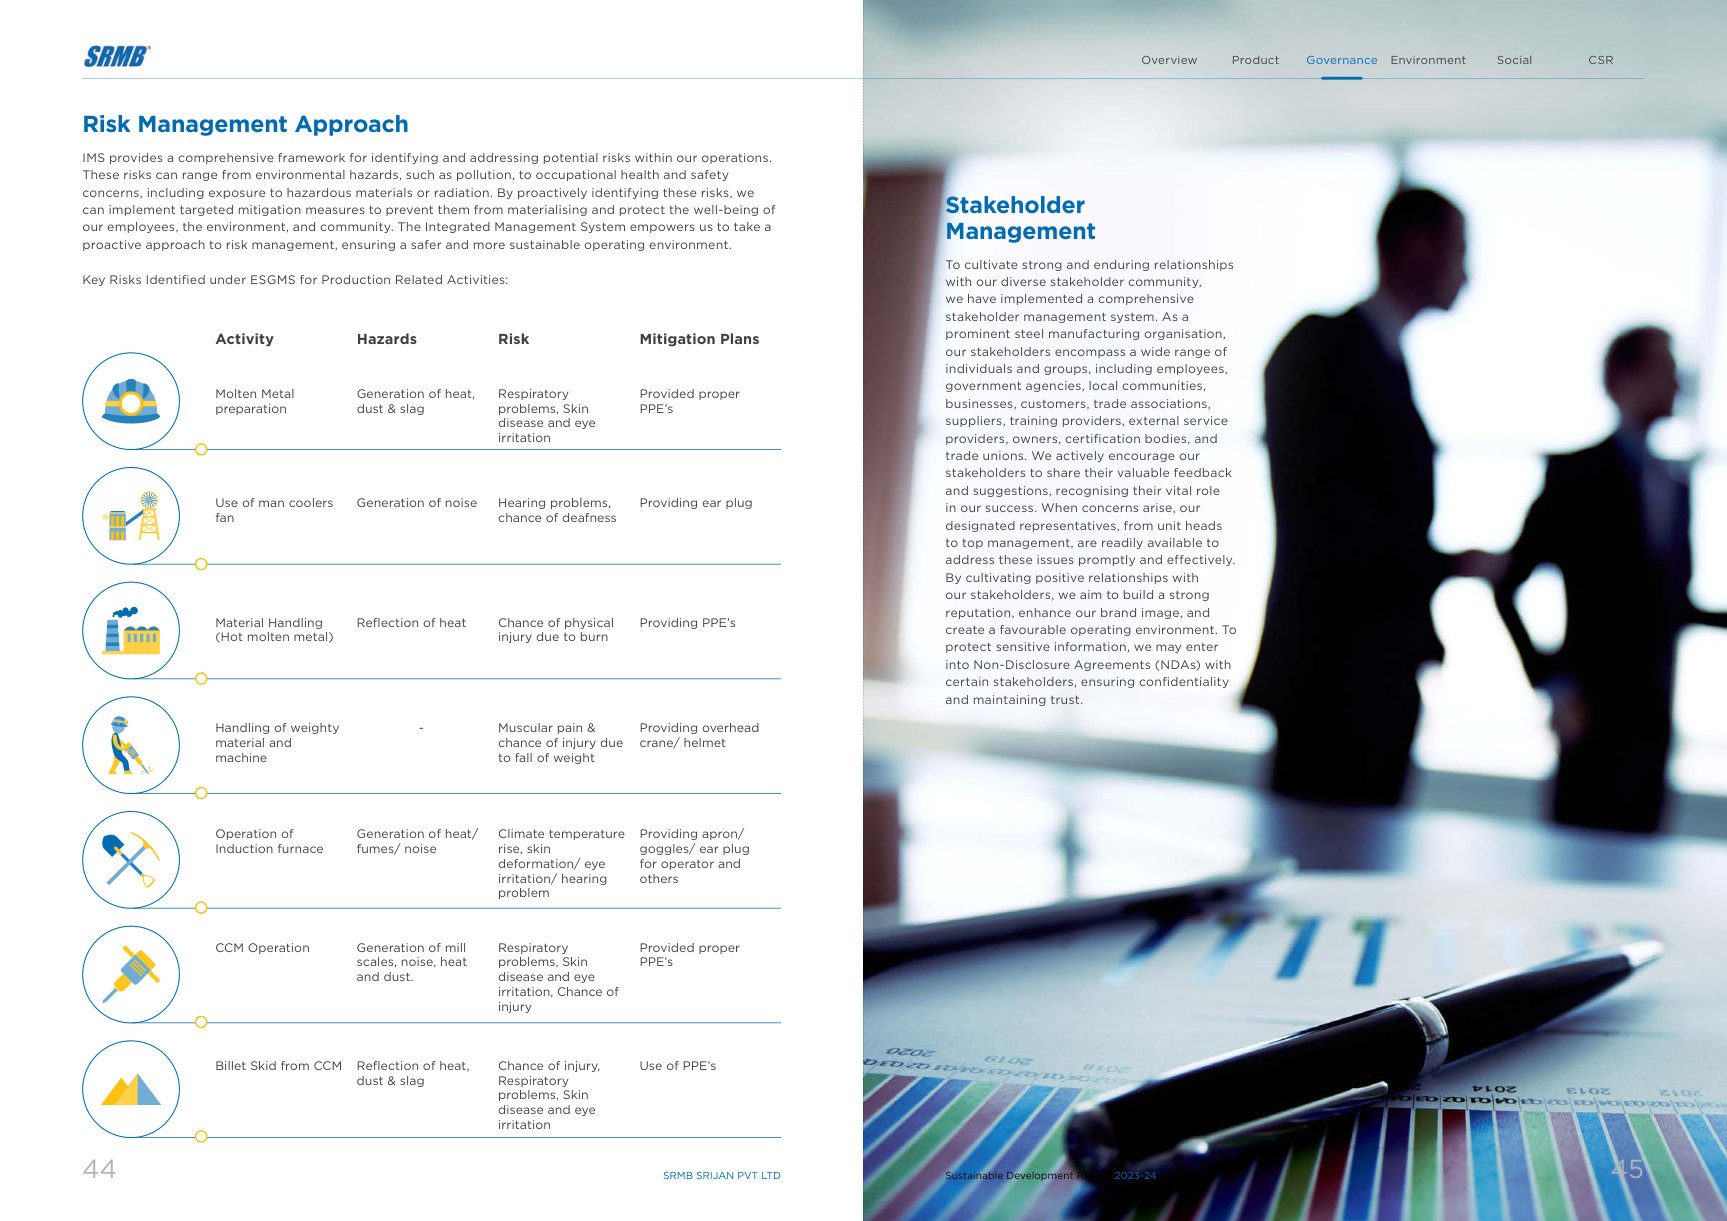 SRMB
Risk Management Approach
IMS provides a comprehensive framework for identifying and addressing potential risks within our operations.
These risks can range from environmental hazards, such as pollution, to occupational health and safety
concerns, including exposure to hazardous materials or radiation. By proactively identifying these risks, we
can implement targeted mitigation measures to prevent them from materialising and protect the well-being of
our employees, the environment, and community. The Integrated Management System empowers us to take a
proactive approach to risk management, ensuring a safer and more sustainable operating environment.
Key Risks Identified under ESGMS for Production Related Activities:
Activity Hazards Risk Mitigation Plans
Molten Metal
preparation
Generation of heat,
dust & slag
Respiratory
problems, Skin
disease and eye
irritation
Provided proper
PPE's
Use of man coolers
fan
Generation of noise
Hearing problems,
chance of deafness
Providing ear plug
Material Handling
(Hot molten metal)
Reflection of heat
Chance of physical
injury due to burn
Providing PPE's
Handling of weighty
material and
machine
-
Muscular pain &
chance of injury due
to fall of weight
Providing overhead
crane/ helmet
Operation of
Induction furnace
Generation of heat/
fumes/ noise
Climate temperature
rise, skin
deformation/ eye
irritation/ hearing
problem
Providing apron/
goggles/ ear plug
for operator and
others
CCM Operation
Generation of mill
scales, noise, heat
and dust.
Respiratory
problems, Skin
disease and eye
irritation, Chance of
injury
Provided proper
PPE's
Billet Skid from CCM
Reflection of heat,
dust & slag
Chance of injury,
Respiratory
problems, Skin
disease and eye
irritation
Use of PPE's
44
SRMB SRIJAN PVT LTD
Overview Product Governance Environment Social CSR
Stakeholder
Management
To cultivate strong and enduring relationships
with our diverse stakeholder community,
we have implemented a comprehensive
stakeholder management system. As a
prominent steel manufacturing organisation,
our stakeholders encompass a wide range of
individuals and groups, including employees,
government agencies, local communities,
businesses, customers, trade associations,
suppliers, training providers, external service
providers, owners, certification bodies, and
trade unions. We actively encourage our
stakeholders to share their valuable feedback
and suggestions, recognising their vital role
in our success. When concerns arise, our
designated representatives, from unit heads
to top management, are readily available to
address these issues promptly and effectively.
By cultivating positive relationships with
our stakeholders, we aim to build a strong
reputation, enhance our brand image, and
create a favourable operating environment. To
protect sensitive information, we may enter
into Non-Disclosure Agreements (NDAs) with
certain stakeholders, ensuring confidentiality
and maintaining trust.
2020 2019 2018 2014 2013 2012
Sustainable Development 2023-24
45